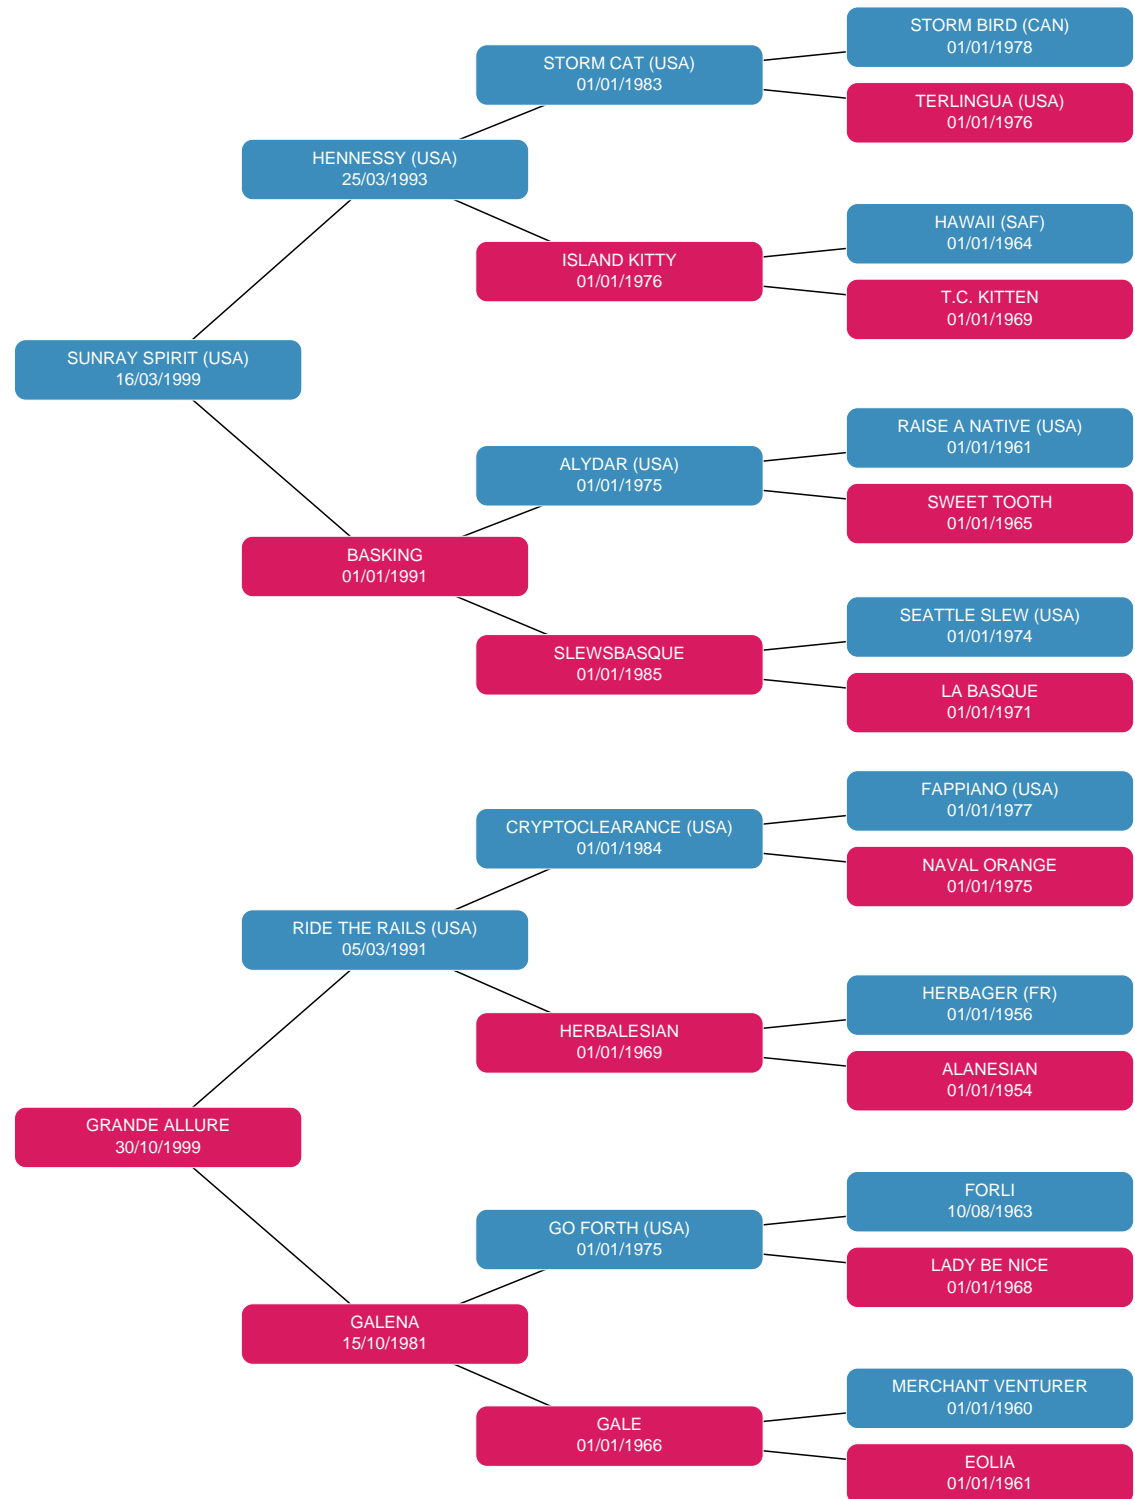 STORM BIRD (CAN)
01/01/1978
STORM CAT (USA)
01/01/1983
TERLINGUA (USA)
01/01/1976
HENNESSY (USA)
25/03/1993
HAWAII (SAF)
01/01/1964
ISLAND KITTY
01/01/1976
T.C. KITTEN
01/01/1969
SUNRAY SPIRIT (USA)
16/03/1999
RAISE A NATIVE (USA)
01/01/1961
ALYDAR (USA)
01/01/1975
SWEET TOOTH
01/01/1965
BASKING
01/01/1991
SEATTLE SLEW (USA)
01/01/1974
SLEWSBASQUE
01/01/1985
LA BASQUE
01/01/1971
FAPPIANO (USA)
01/01/1977
CRYPTOCLEARANCE (USA)
01/01/1984
NAVAL ORANGE
01/01/1975
RIDE THE RAILS (USA)
05/03/1991
HERBAGER (FR)
01/01/1956
HERBALESIAN
01/01/1969
ALANESIAN
01/01/1954
GRANDE ALLURE
30/10/1999
FORLI
10/08/1963
GO FORTH (USA)
01/01/1975
LADY BE NICE
01/01/1968
GALENA
15/10/1981
MERCHANT VENTURER
01/01/1960
GALE
01/01/1966
EOLIA
01/01/1961